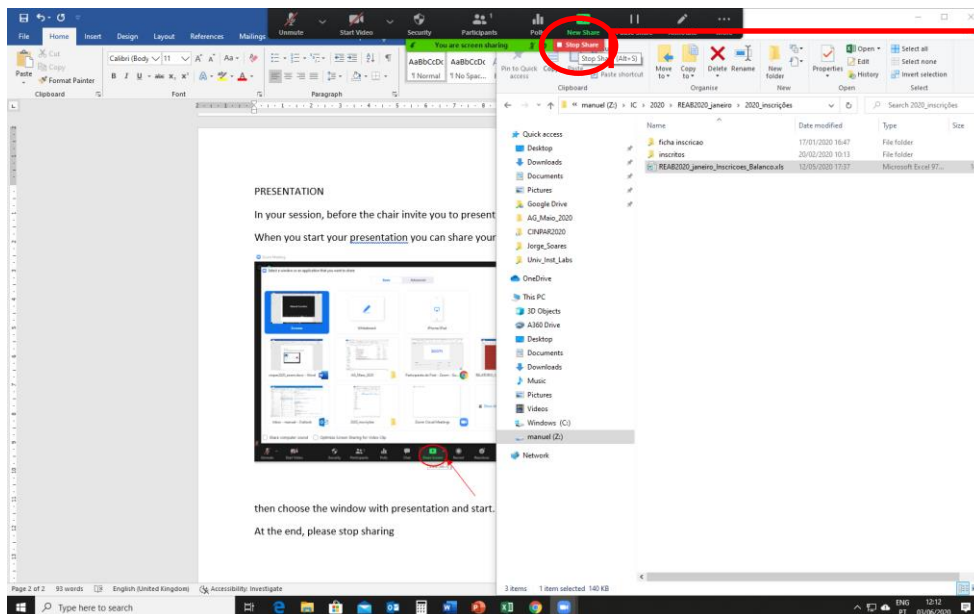 File Home Insert Design Layout References Mailings
Unmute Start Video Security Participants Polls New Share
You are screen sharing Stop Share
Stop Sha (Alt+S)
Cut
Copy
Paste Format Painter
Calibri (Body 11
AaBbCcDc AaBbCcDc
¶ Normal ¶ No Spac...
Clipboard Font Paragraph
Pin to Quick access Copy Paste
Paste shortcut
Move to Copy to Delete Rename New folder Properties Open Edit History Select all Select none Invert selection
Clipboard Organise New Open Select
manuel (Z:) › IC › 2020 › REAB2020_janeiro › 2020_inscrições
Search 2020_inscrições
Name Date modified Type Size
ficha inscricao 17/01/2020 16:47 File folder
inscritos 20/02/2020 10:13 File folder
REAB2020_janeiro_Inscricoes_Balanco.xls 12/05/2020 17:37 Microsoft Excel 97...
Quick access
Desktop
Downloads
Documents
Pictures
Google Drive
AG_Maio_2020
CINPAR2020
Jorge_Soares
Univ_Inst_Labs
OneDrive
This PC
3D Objects
A360 Drive
Desktop
Documents
Downloads
Music
Pictures
Videos
Windows (C:)
manuel (Z:)
Network
PRESENTATION
In your session, before the chair invite you to present
When you start your presentation you can share your
then choose the window with presentation and start.
At the end, please stop sharing
Page 2 of 2 93 words English (United Kingdom) Accessibility: Investigate
3 items 1 item selected 140 KB
Type here to search
ENG 12:12
PT 03/06/2020